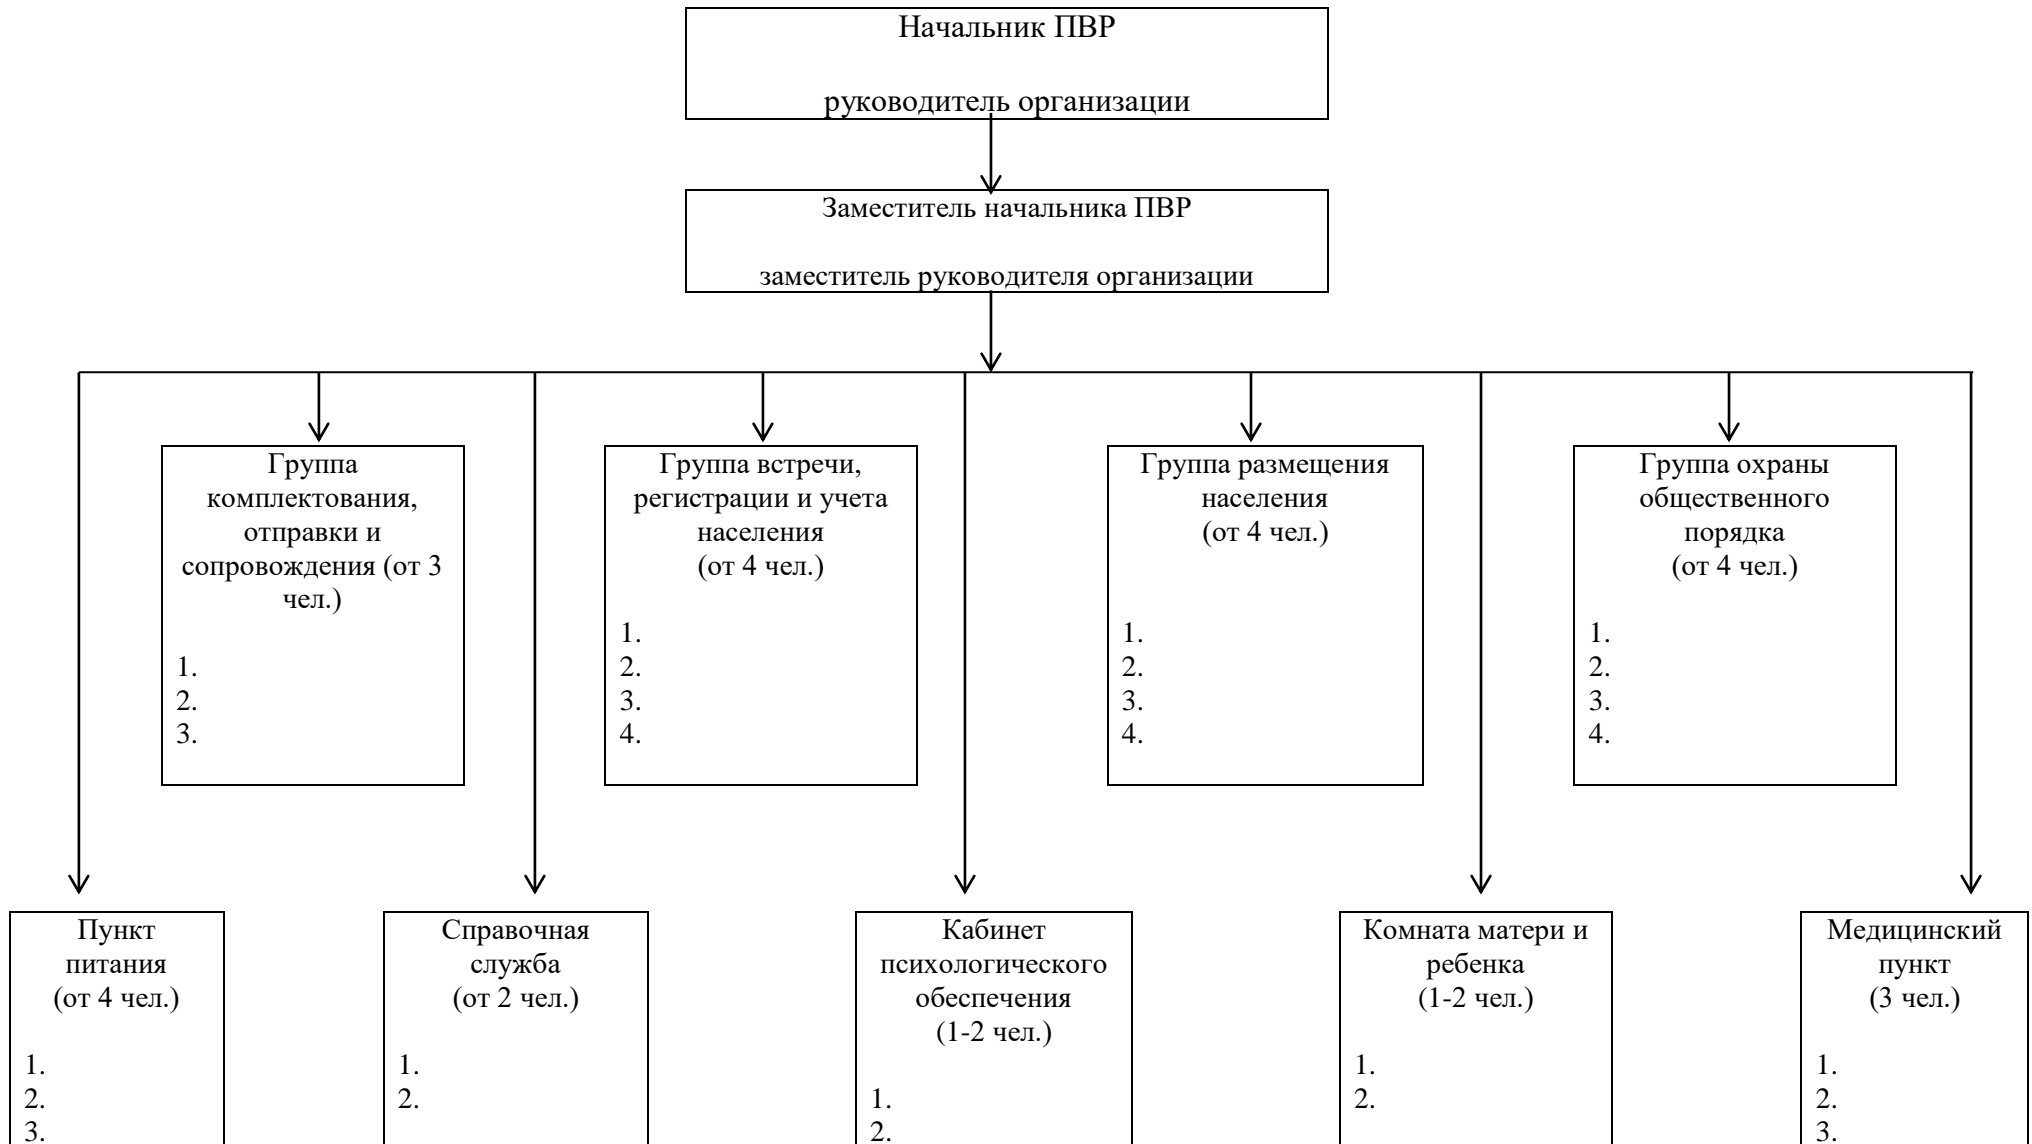 Начальник ПВР
руководитель организации
Заместитель начальника ПВР
заместитель руководителя организации
Группа
комплектования,
отправки и
сопровождения (от 3
чел.)
1.
2.
3.
Группа встречи,
регистрации и учета
населения
(от 4 чел.)
1.
2.
3.
4.
Группа размещения
населения
(от 4 чел.)
1.
2.
3.
4.
Группа охраны
общественного
порядка
(от 4 чел.)
1.
2.
3.
4.
Пункт
питания
(от 4 чел.)
1.
2.
3.
Справочная
служба
(от 2 чел.)
1.
2.
Кабинет
психологического
обеспечения
(1-2 чел.)
1.
2.
Комната матери и
ребенка
(1-2 чел.)
1.
2.
Медицинский
пункт
(3 чел.)
1.
2.
3.